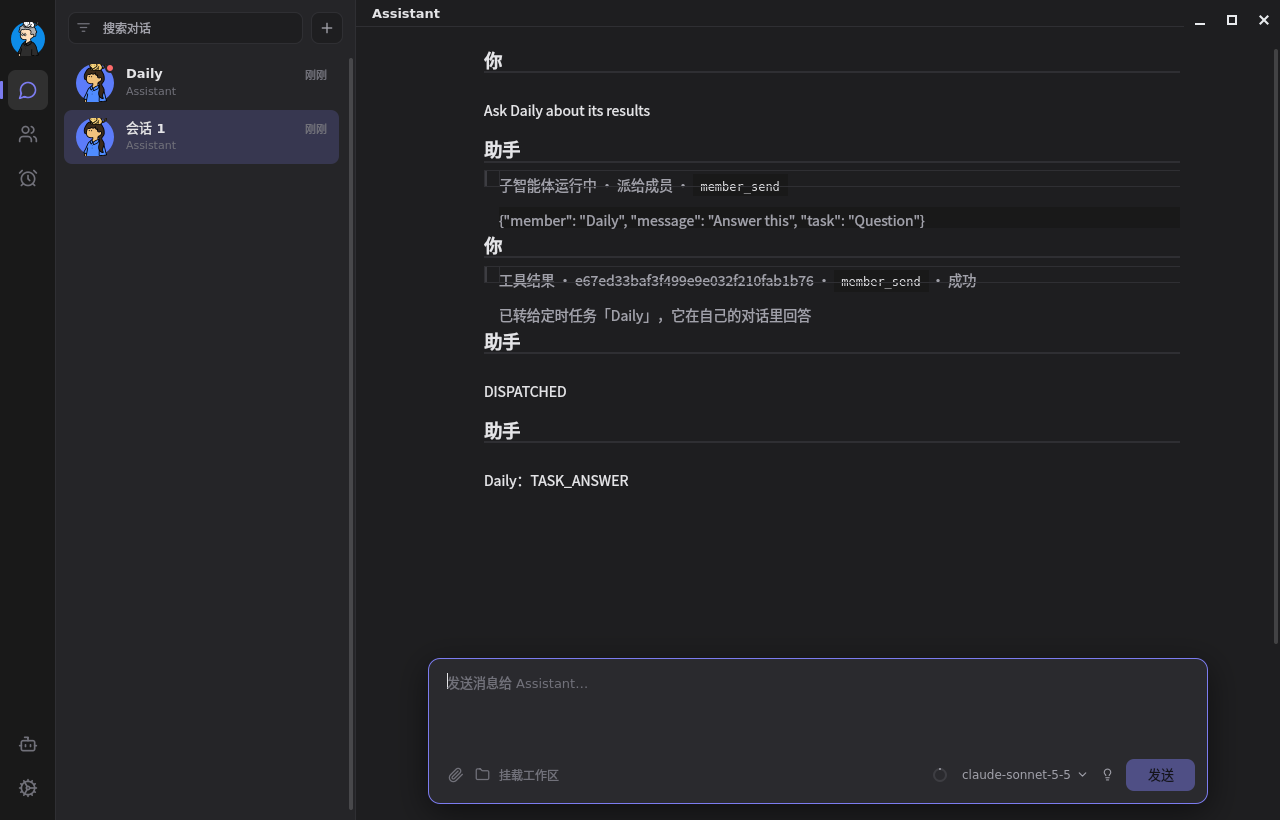 搜索对话
Daily
刚刚
Assistant
会话 1
刚刚
Assistant
Assistant
你
Ask Daily about its results
助手
子智能体运行中 · 派给成员 · member_send
{"member": "Daily", "message": "Answer this", "task": "Question"}
你
工具结果 · e67ed33baf3f499e9e032f210fab1b76 · member_send · 成功
已转给定时任务「Daily」，它在自己的对话里回答
助手
DISPATCHED
助手
Daily：TASK_ANSWER
发送消息给 Assistant…
挂载工作区
claude-sonnet-5-5
发送